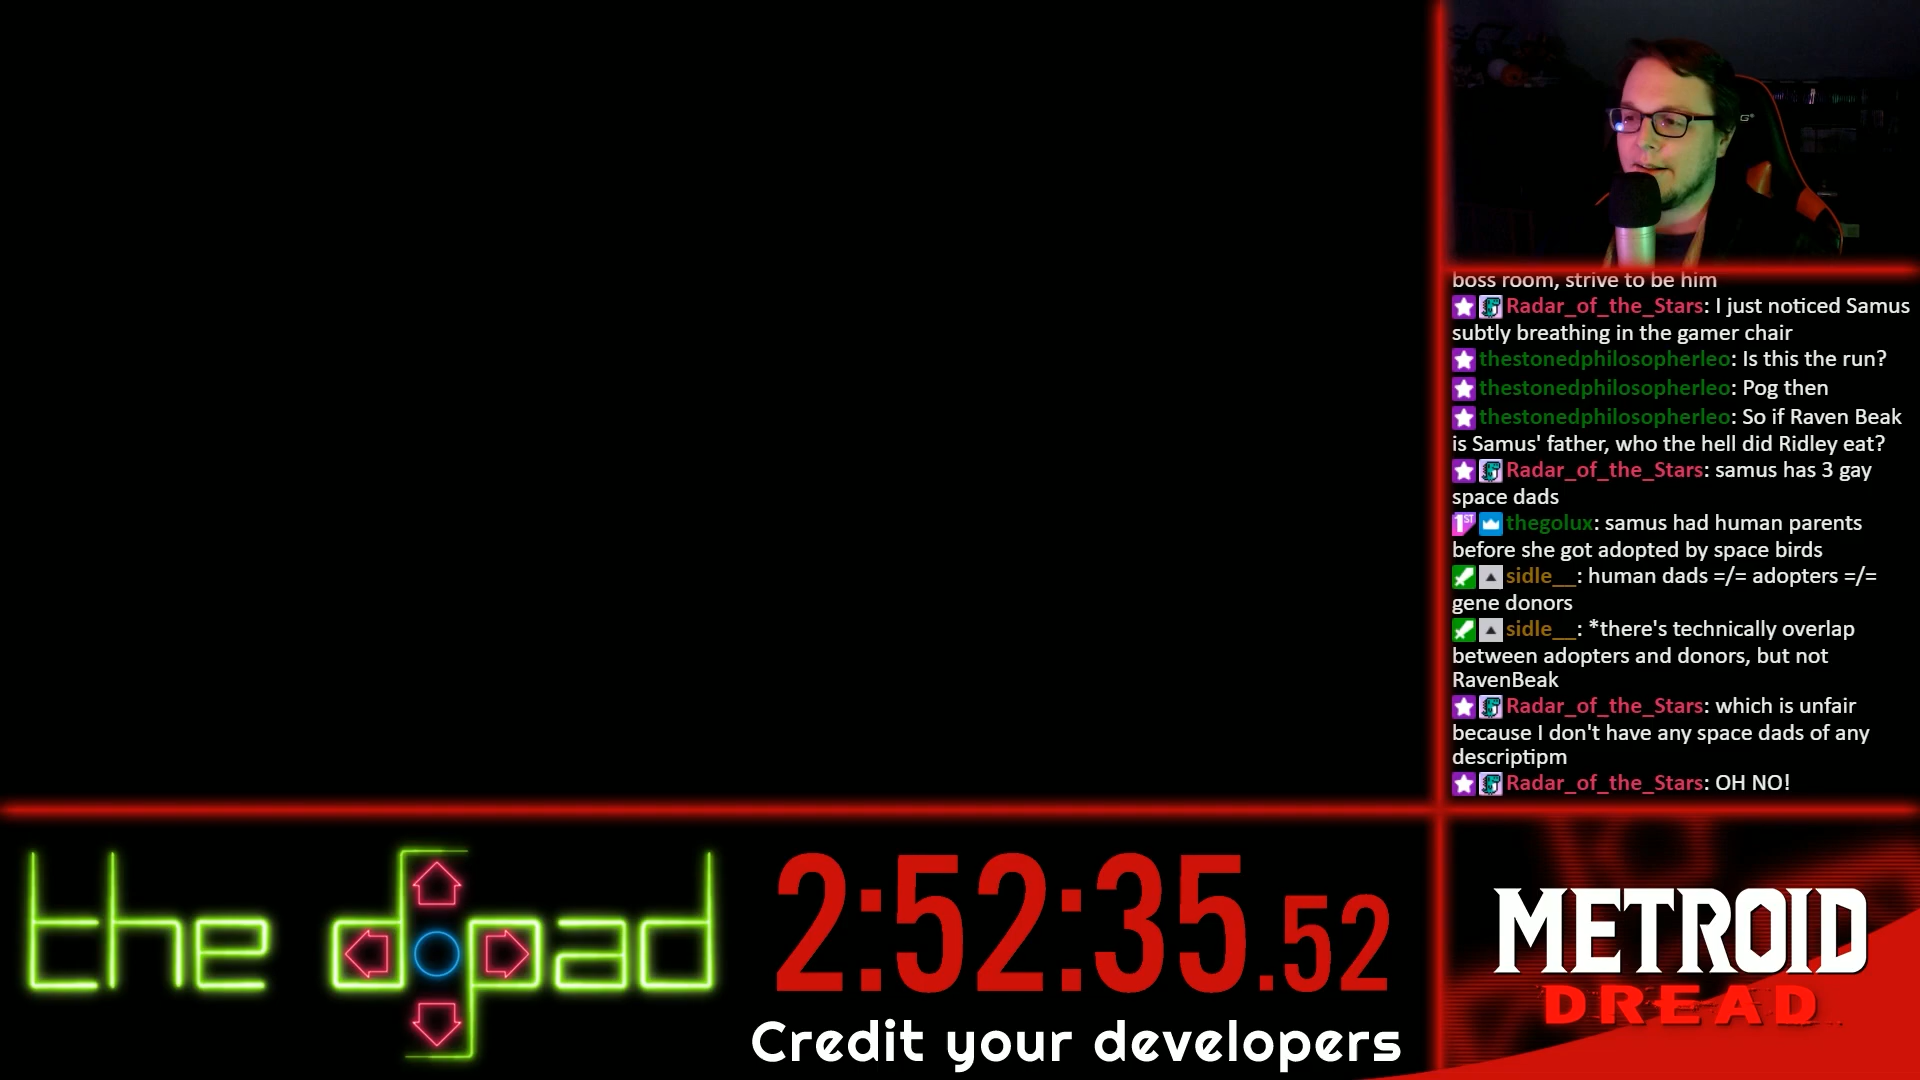 boss room, strive to be him
Radar_of_the_Stars: I just noticed Samus
subtly breathing in the gamer chair
thestonedphilosopherleo: Is this the run?
thestonedphilosopherleo: Pog then
thestonedphilosopherleo: So if Raven Beak
is Samus' father, who the hell did Ridley eat?
Radar_of_the_Stars: samus has 3 gay
space dads
1ST thegolux: samus had human parents
before she got adopted by space birds
sidle__: human dads =/= adopters =/=
gene donors
sidle__: *there's technically overlap
between adopters and donors, but not
RavenBeak
Radar_of_the_Stars: which is unfair
because I don't have any space dads of any
descriptipm
Radar_of_the_Stars: OH NO!
the dpad
2:52:35.52
Credit your developers
METROID
DREAD